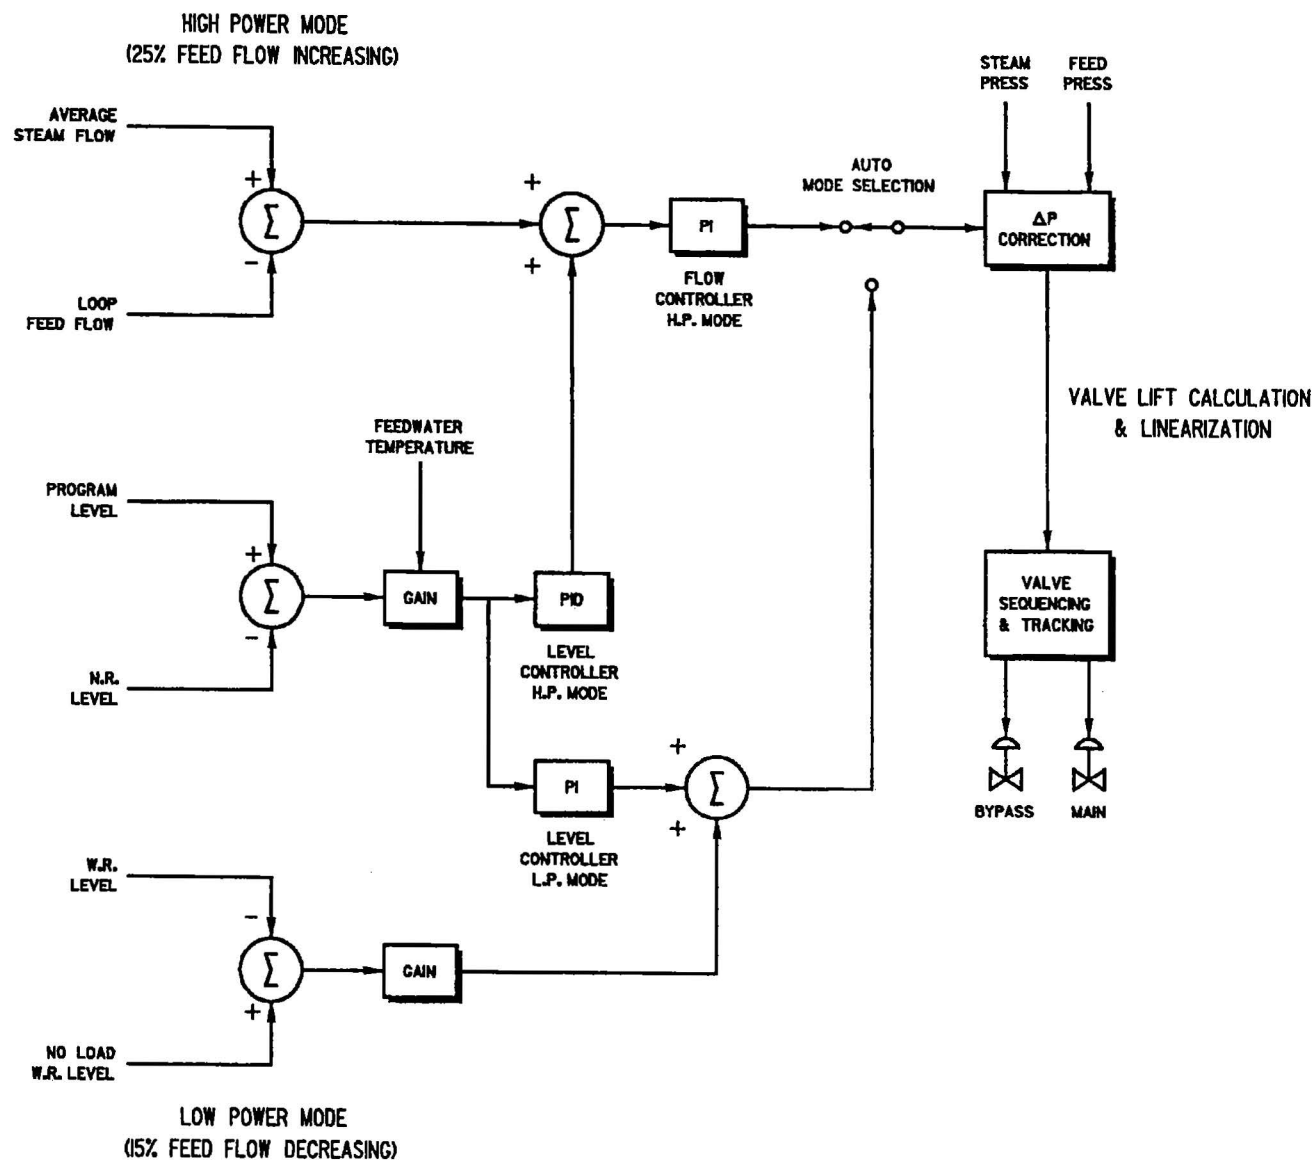 HIGH POWER MODE
(25% FEED FLOW INCREASING)
AVERAGE
STEAM FLOW
+
Σ
-
LOOP
FEED FLOW
+
Σ
+
PI
FLOW
CONTROLLER
H.P. MODE
AUTO
MODE SELECTION
STEAM
PRESS
FEED
PRESS
ΔP
CORRECTION
VALVE LIFT CALCULATION
& LINEARIZATION
FEEDWATER
TEMPERATURE
PROGRAM
LEVEL
+
Σ
-
N.R.
LEVEL
GAIN
PID
LEVEL
CONTROLLER
H.P. MODE
VALVE
SEQUENCING
& TRACKING
BYPASS
MAIN
PI
LEVEL
CONTROLLER
L.P. MODE
+
Σ
+
W.R.
LEVEL
-
Σ
+
GAIN
NO LOAD
W.R. LEVEL
LOW POWER MODE
(15% FEED FLOW DECREASING)